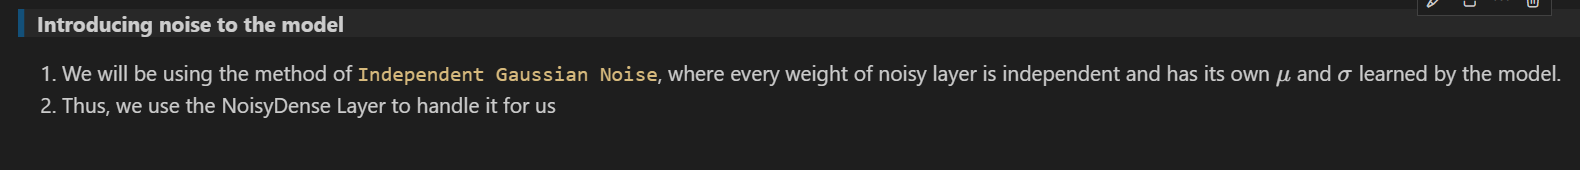 Introducing noise to the model
1. We will be using the method of Independent Gaussian Noise, where every weight of noisy layer is independent and has its own μ and σ learned by the model.
2. Thus, we use the NoisyDense Layer to handle it for us